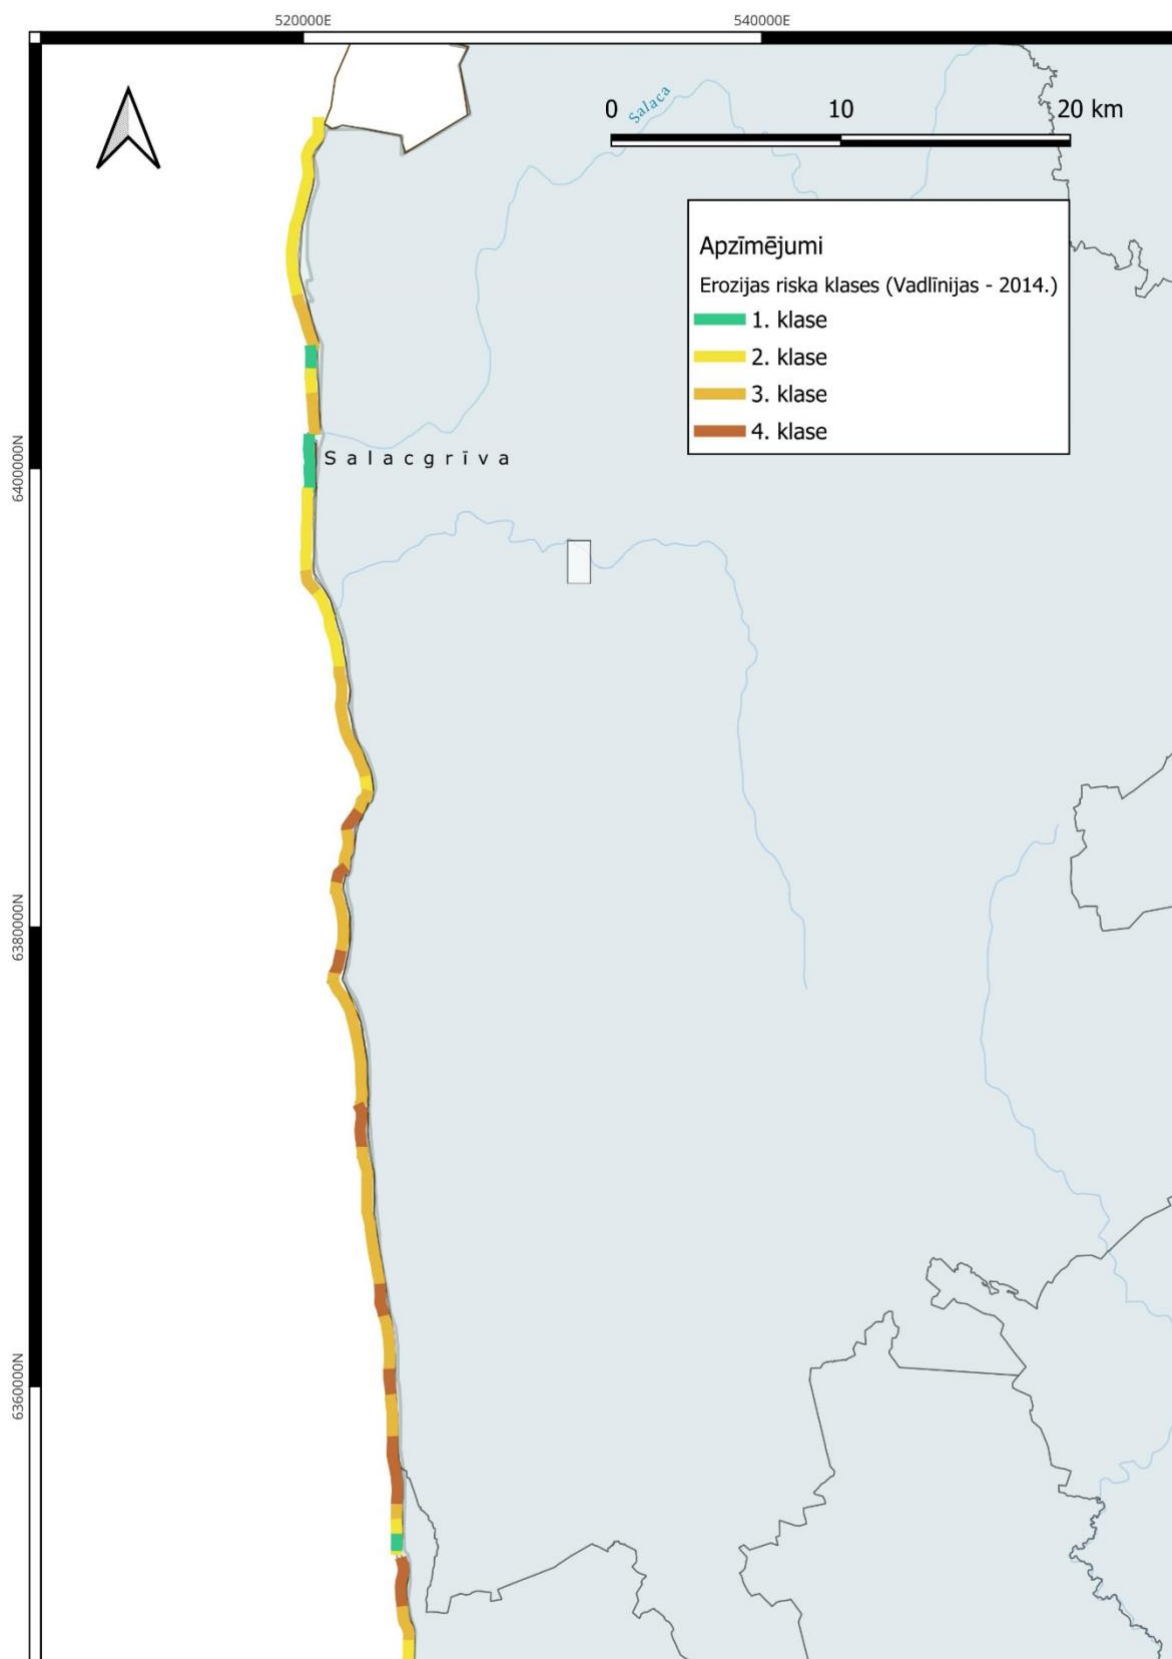 520000E
540000E
0
10
20 km
Salaca
Apzīmējumi
Erozijas riska klases (Vadlīnijas - 2014.)
1. klase
2. klase
3. klase
4. klase
Salacgrīva
6400000N
6380000N
6360000N